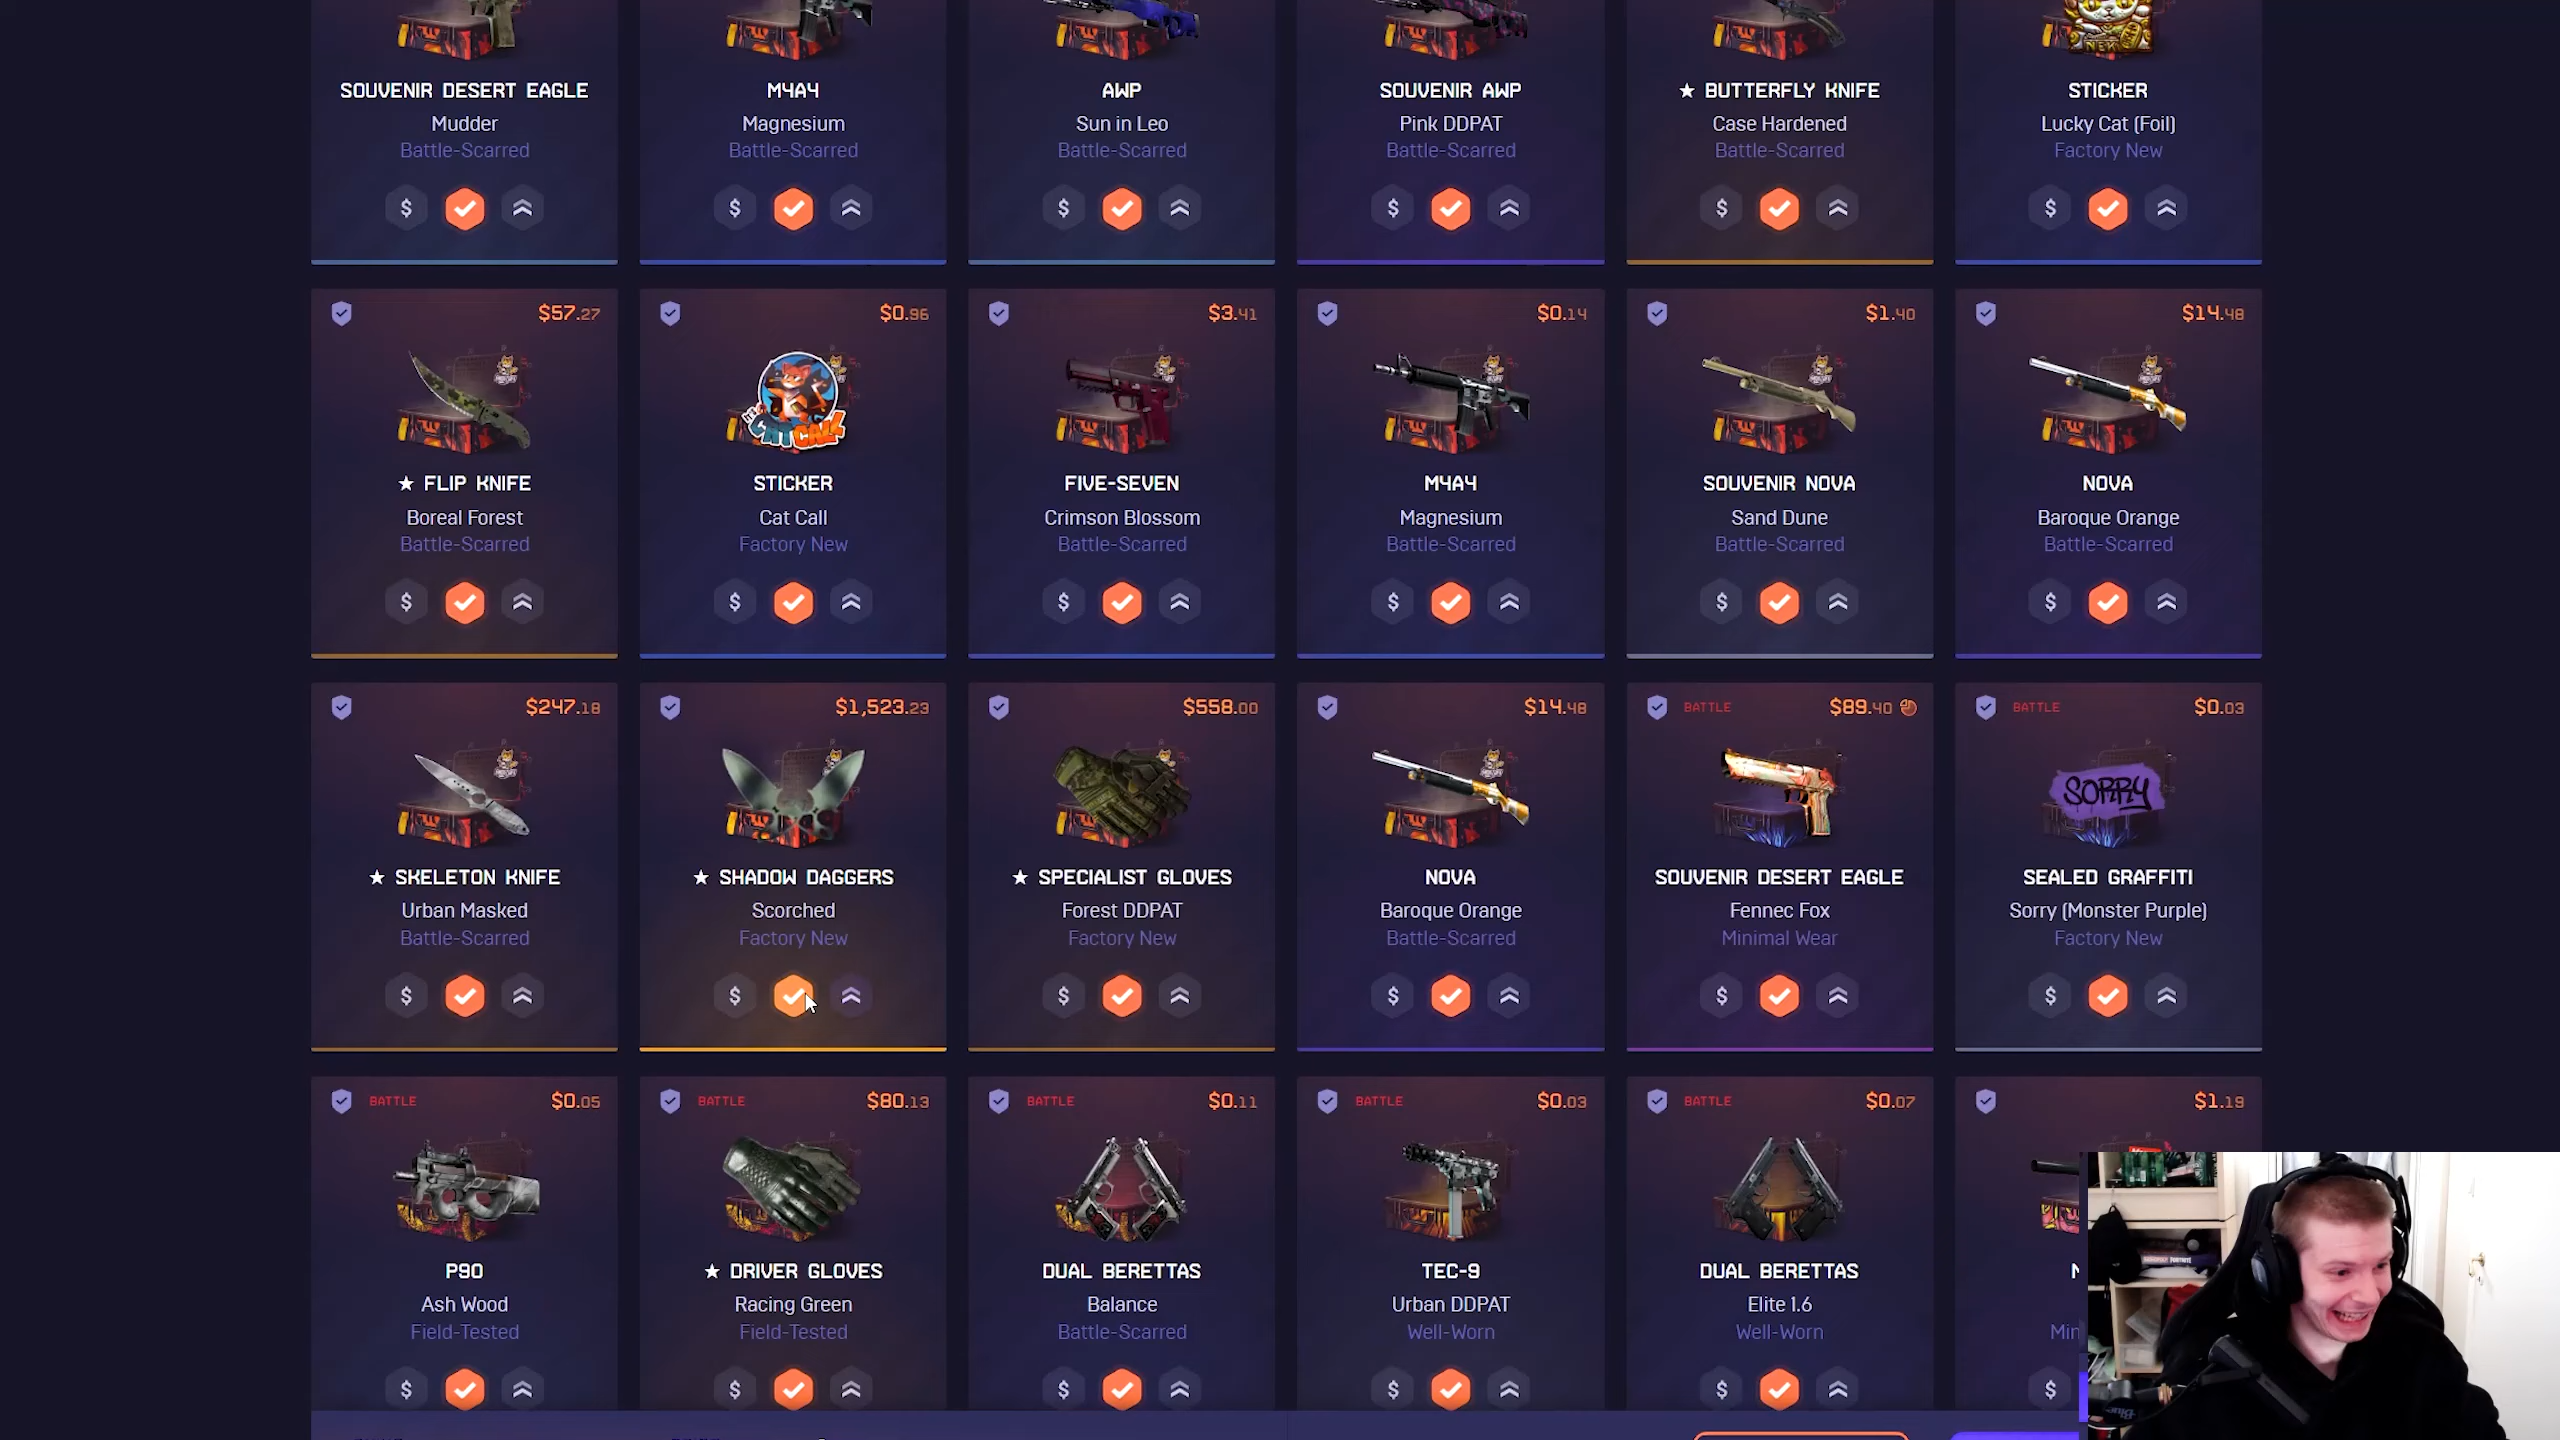 SOUVENIR DESERT EAGLE
Mudder
Battle-Scarred
$
M4A4
Magnesium
Battle-Scarred
$
AWP
Sun in Leo
Battle-Scarred
$
SOUVENIR AWP
Pink DDPAT
Battle-Scarred
$
★ BUTTERFLY KNIFE
Case Hardened
Battle-Scarred
$
NEKO
STICKER
Lucky Cat (Foil)
Factory New
$
$57.27
★ FLIP KNIFE
Boreal Forest
Battle-Scarred
$
$0.96
CAT CALL
STICKER
Cat Call
Factory New
$
$3.41
FIVE-SEVEN
Crimson Blossom
Battle-Scarred
$
$0.14
M4A4
Magnesium
Battle-Scarred
$
$1.40
SOUVENIR NOVA
Sand Dune
Battle-Scarred
$
$14.48
NOVA
Baroque Orange
Battle-Scarred
$
$247.18
★ SKELETON KNIFE
Urban Masked
Battle-Scarred
$
$1,523.23
★ SHADOW DAGGERS
Scorched
Factory New
$
$558.00
★ SPECIALIST GLOVES
Forest DDPAT
Factory New
$
$14.48
NOVA
Baroque Orange
Battle-Scarred
$
BATTLE $89.40
SOUVENIR DESERT EAGLE
Fennec Fox
Minimal Wear
$
BATTLE $0.03
SORRY
SEALED GRAFFITI
Sorry (Monster Purple)
Factory New
$
BATTLE $0.05
P90
Ash Wood
Field-Tested
$
BATTLE $80.13
★ DRIVER GLOVES
Racing Green
Field-Tested
$
BATTLE $0.11
DUAL BERETTAS
Balance
Battle-Scarred
$
BATTLE $0.03
TEC-9
Urban DDPAT
Well-Worn
$
BATTLE $0.07
DUAL BERETTAS
Elite 1.6
Well-Worn
$
$1.19
Min
$